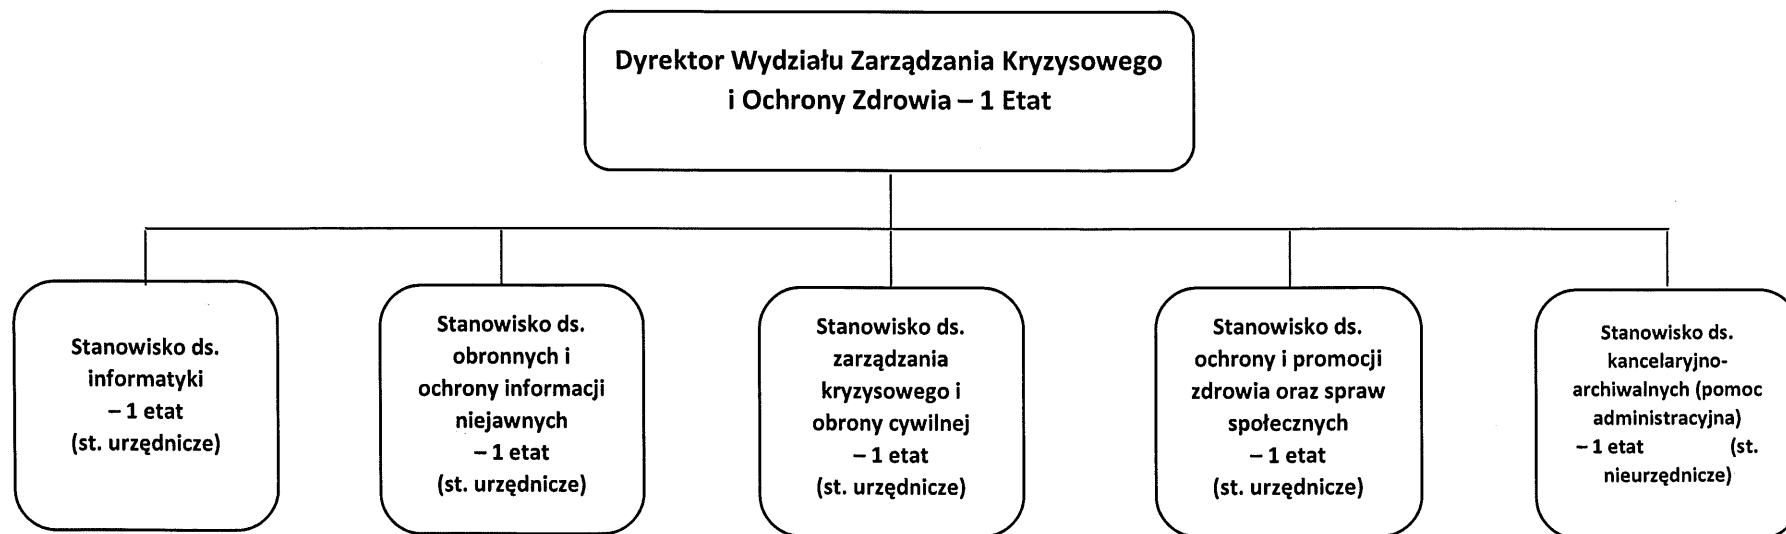 Dyrektor Wydziału Zarządzania Kryzysowego
i Ochrony Zdrowia – 1 Etat
Stanowisko ds.
informatyki
– 1 etat
(st. urzędnicze)
Stanowisko ds.
obronnych i
ochrony informacji
niejawnych
– 1 etat
(st. urzędnicze)
Stanowisko ds.
zarządzania
kryzysowego i
obrony cywilnej
– 1 etat
(st. urzędnicze)
Stanowisko ds.
ochrony i promocji
zdrowia oraz spraw
społecznych
– 1 etat
(st. urzędnicze)
Stanowisko ds.
kancelaryjno-
archiwalnych (pomoc
administracyjna)
– 1 etat (st.
nieurzędnicze)